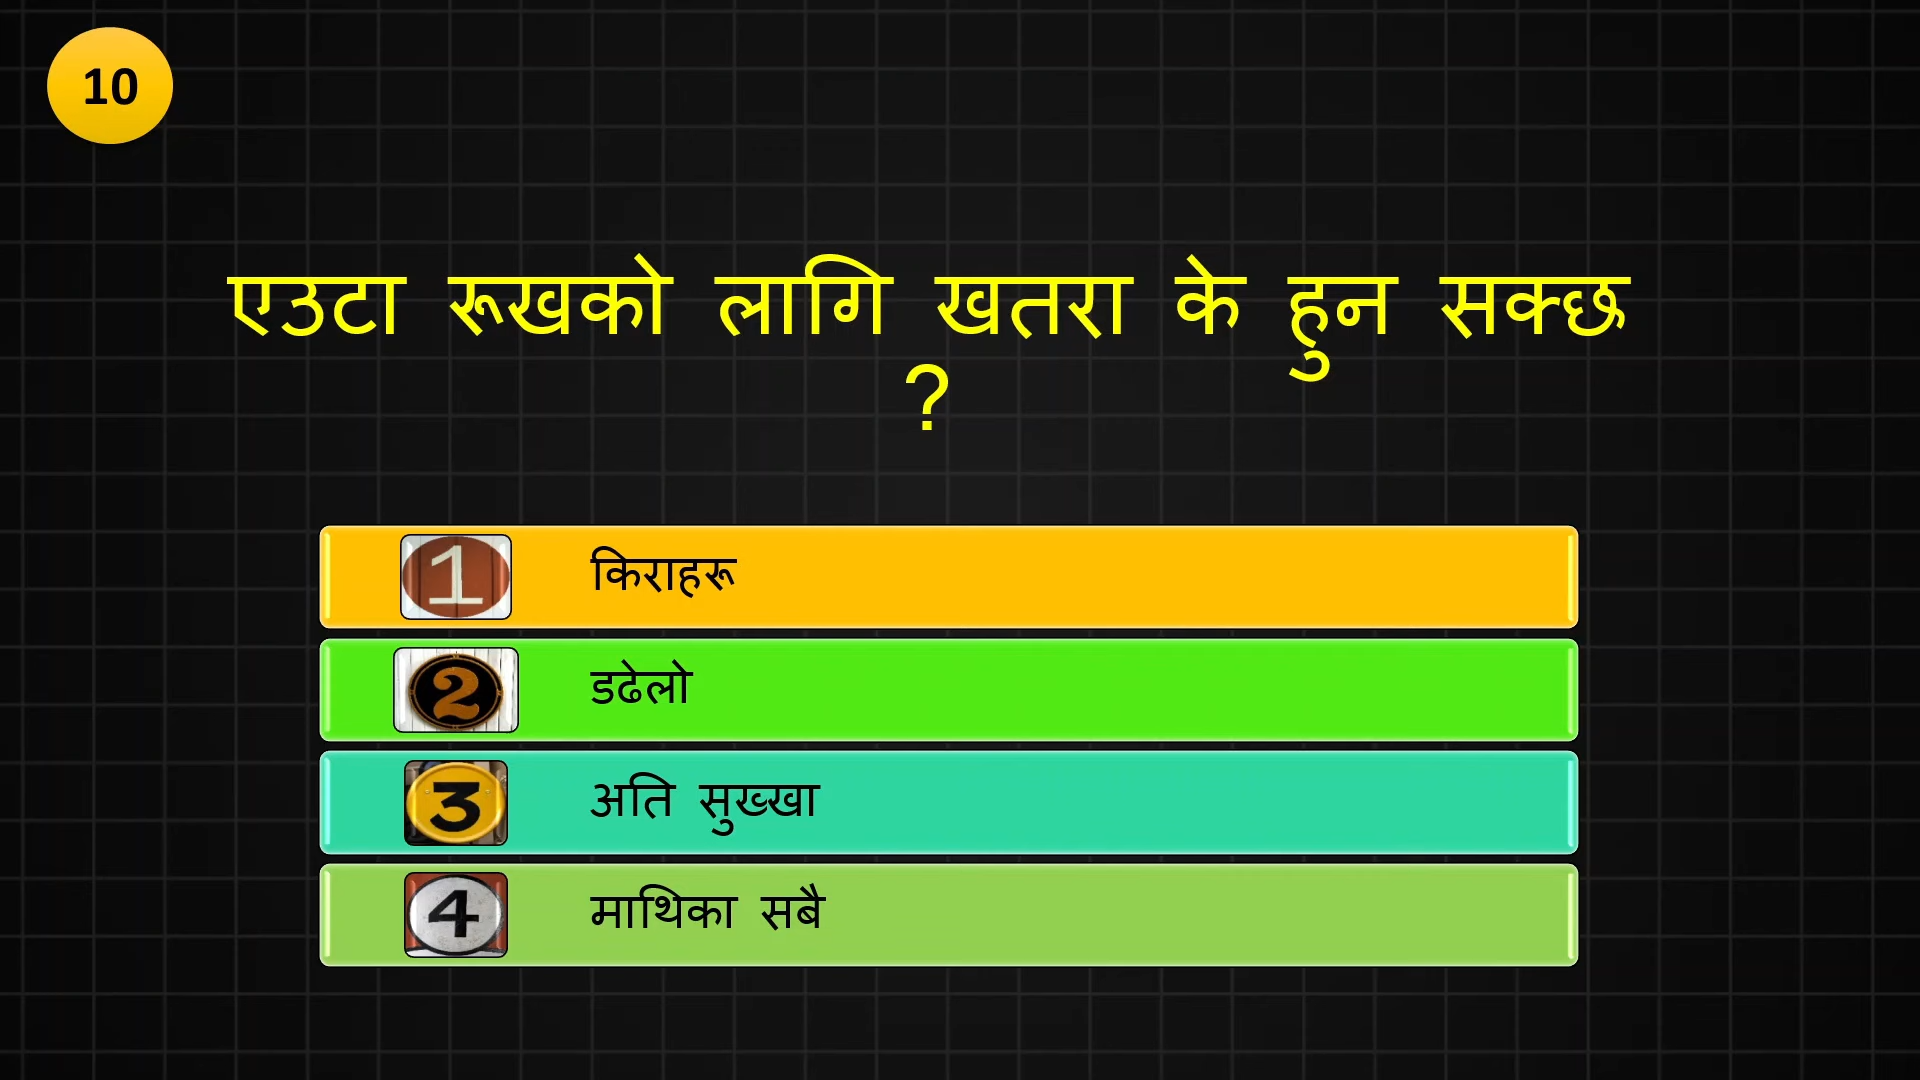 10
एउटा रूखको लागि खतरा के हुन सक्छ
?
1 किराहरू
2 डढेलो
3 अति सुख्खा
4 माथिका सबै